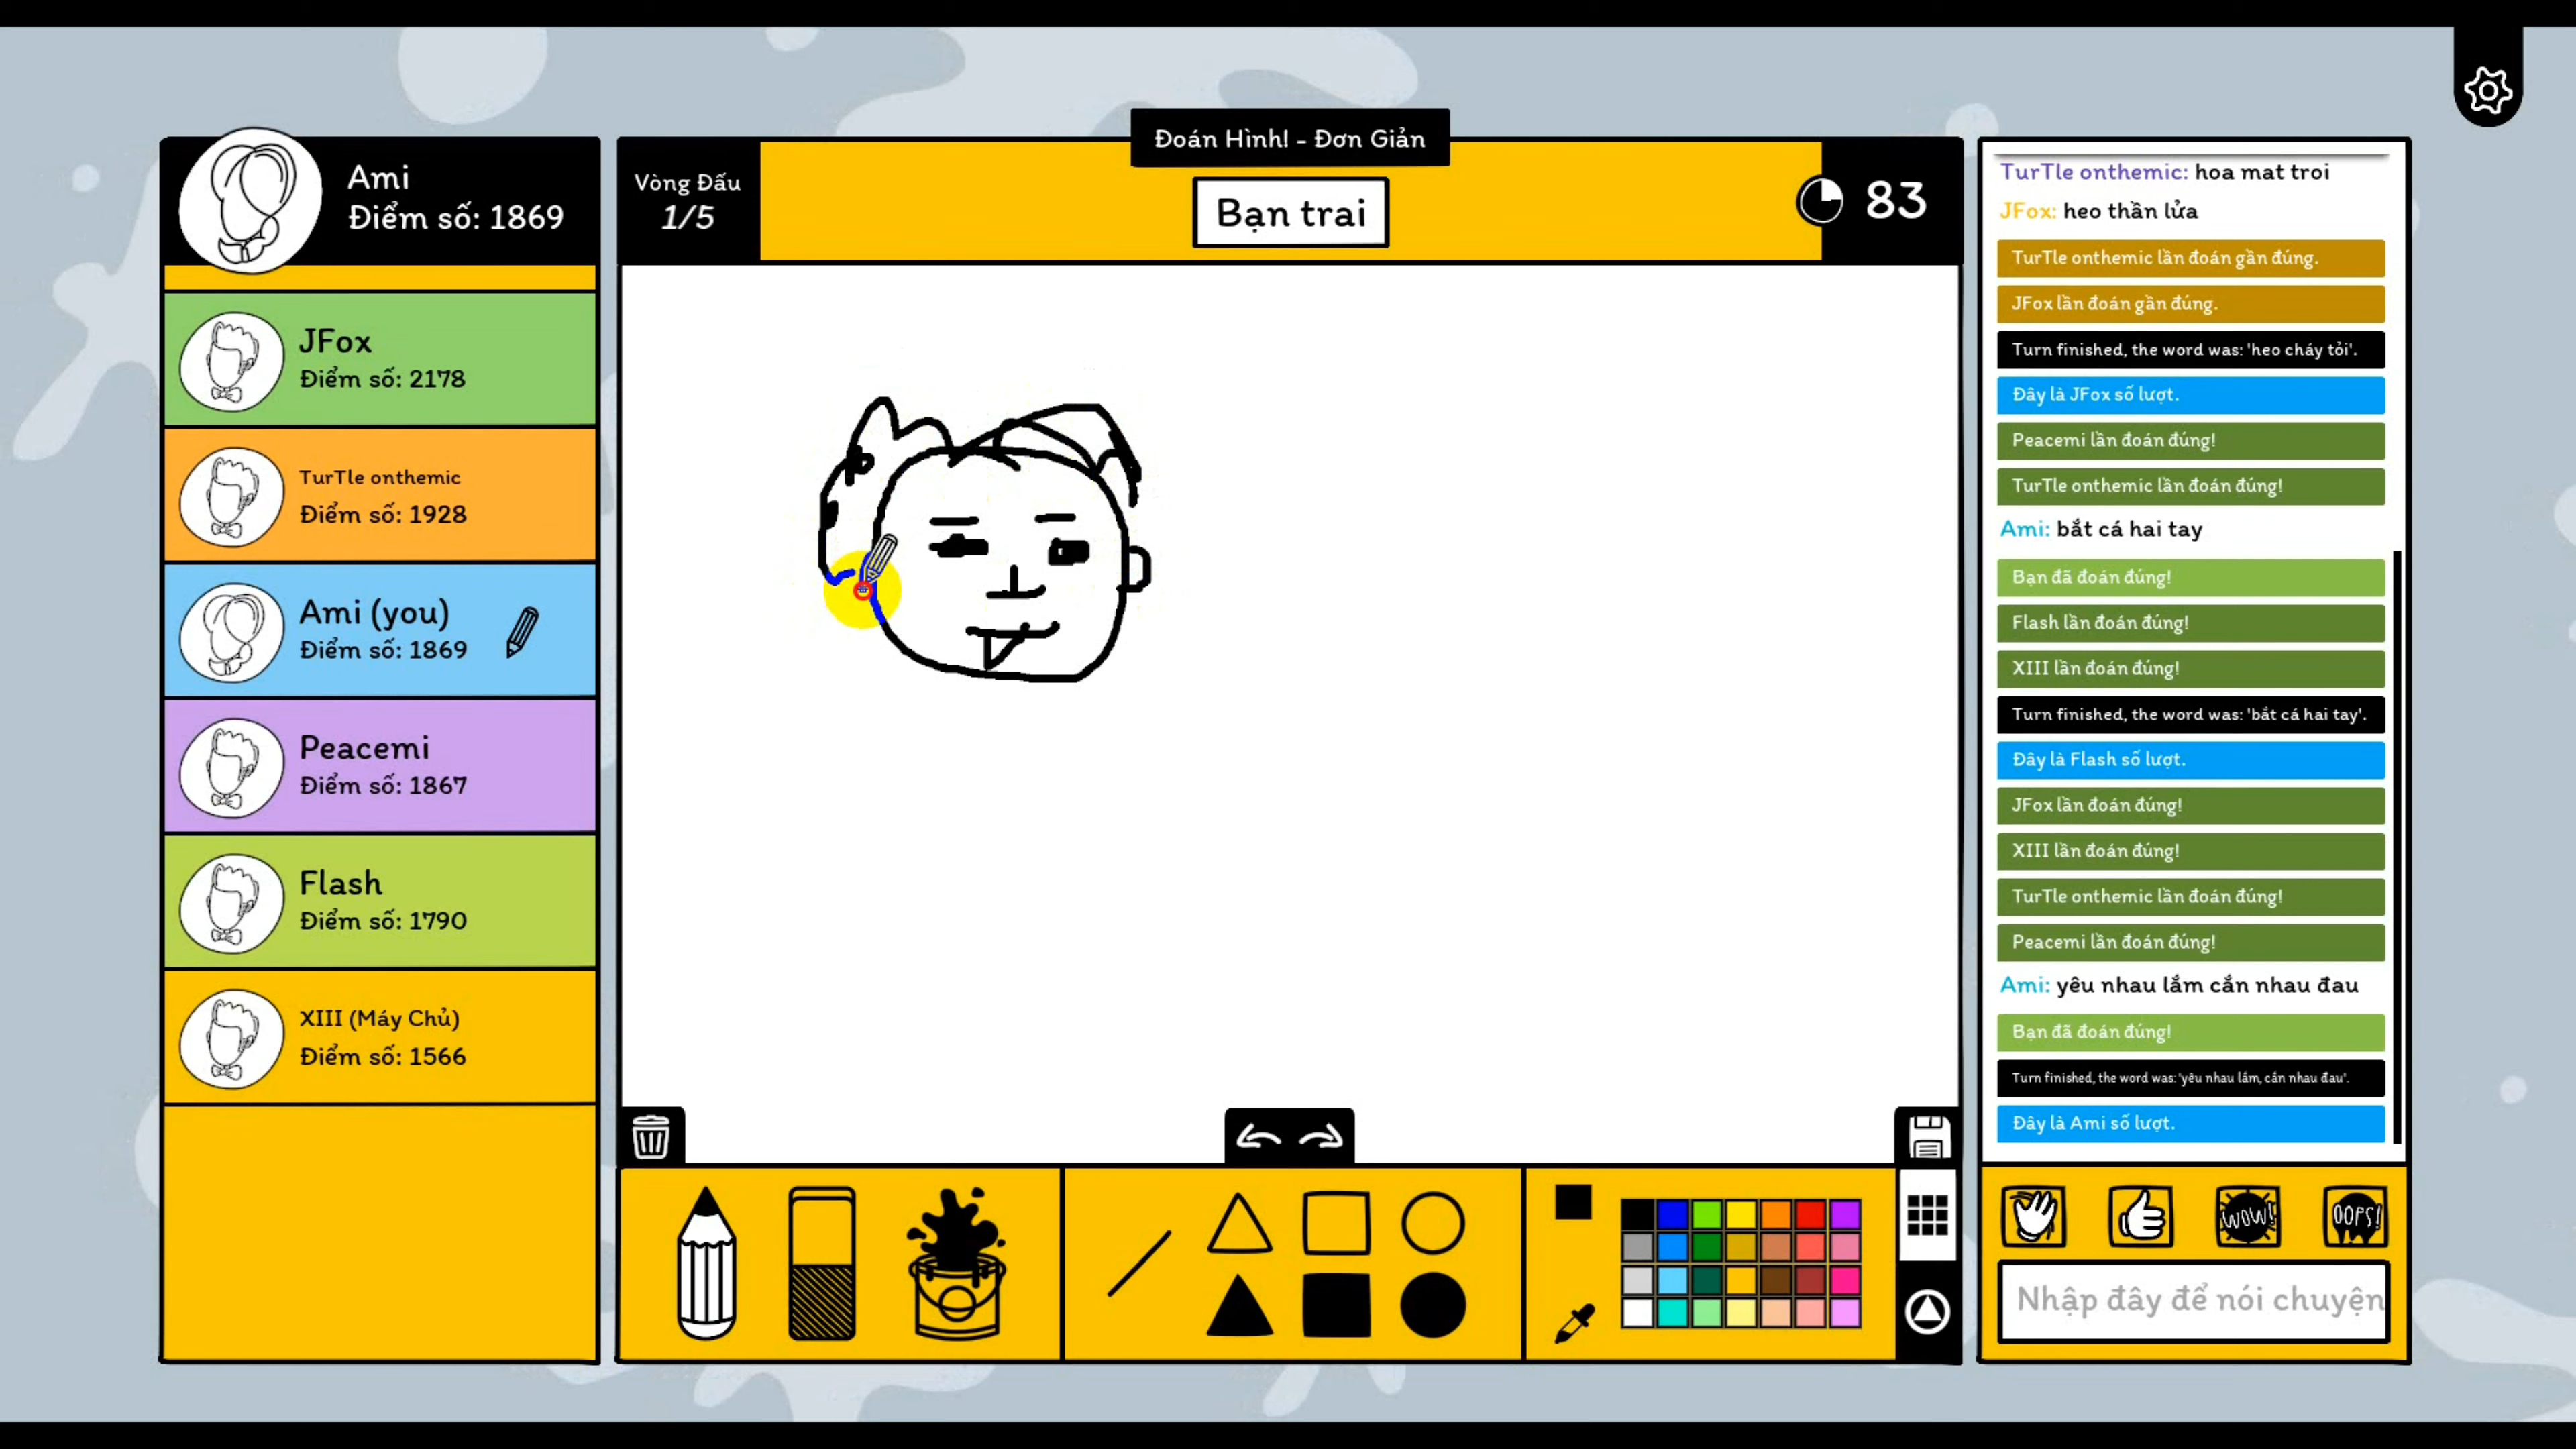 Ami
Điểm số: 1869
JFox
Điểm số: 2178
TurTle onthemic
Điểm số: 1928
Ami (you)
Điểm số: 1869
Peacemi
Điểm số: 1867
Flash
Điểm số: 1790
XIII (Máy Chủ)
Điểm số: 1566
Vòng Đấu
1/5
Đoán Hình! - Đơn Giản
Bạn trai
83
TurTle onthemic: hoa mat troi
JFox: heo thần lửa
TurTle onthemic lần đoán gần đúng.
JFox lần đoán gần đúng.
Turn finished, the word was: 'heo cháy tỏi'.
Đây là JFox số lượt.
Peacemi lần đoán đúng!
TurTle onthemic lần đoán đúng!
Ami: bắt cá hai tay
Bạn đã đoán đúng!
Flash lần đoán đúng!
XIII lần đoán đúng!
Turn finished, the word was: 'bắt cá hai tay'.
Đây là Flash số lượt.
JFox lần đoán đúng!
XIII lần đoán đúng!
TurTle onthemic lần đoán đúng!
Peacemi lần đoán đúng!
Ami: yêu nhau lắm cắn nhau đau
Bạn đã đoán đúng!
Turn finished, the word was: 'yêu nhau lắm, cắn nhau đau'.
Đây là Ami số lượt.
WOW!
OOPS!
Nhập đây để nói chuyện